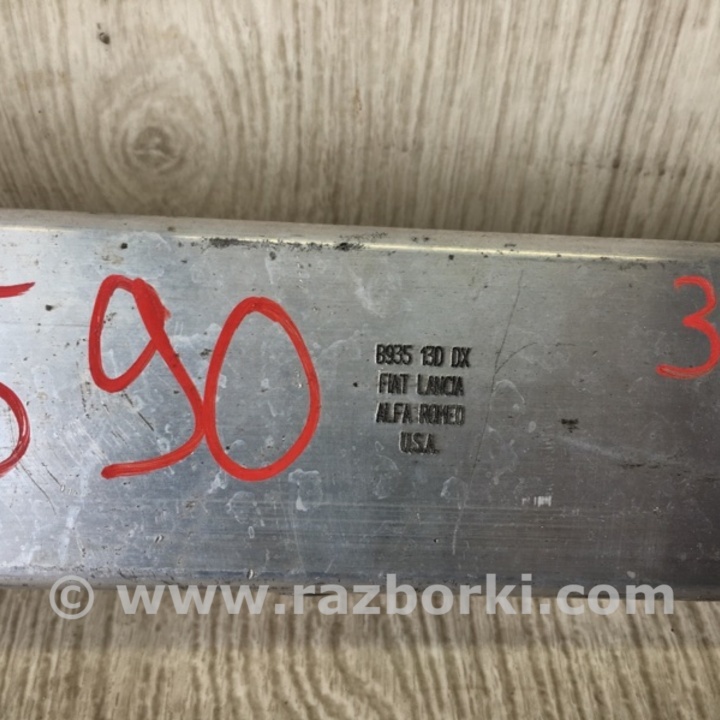 590
3
B935 130 DX
FIAT LANCIA
ALFA ROMEO
U.S.A.
© www.razborki.com